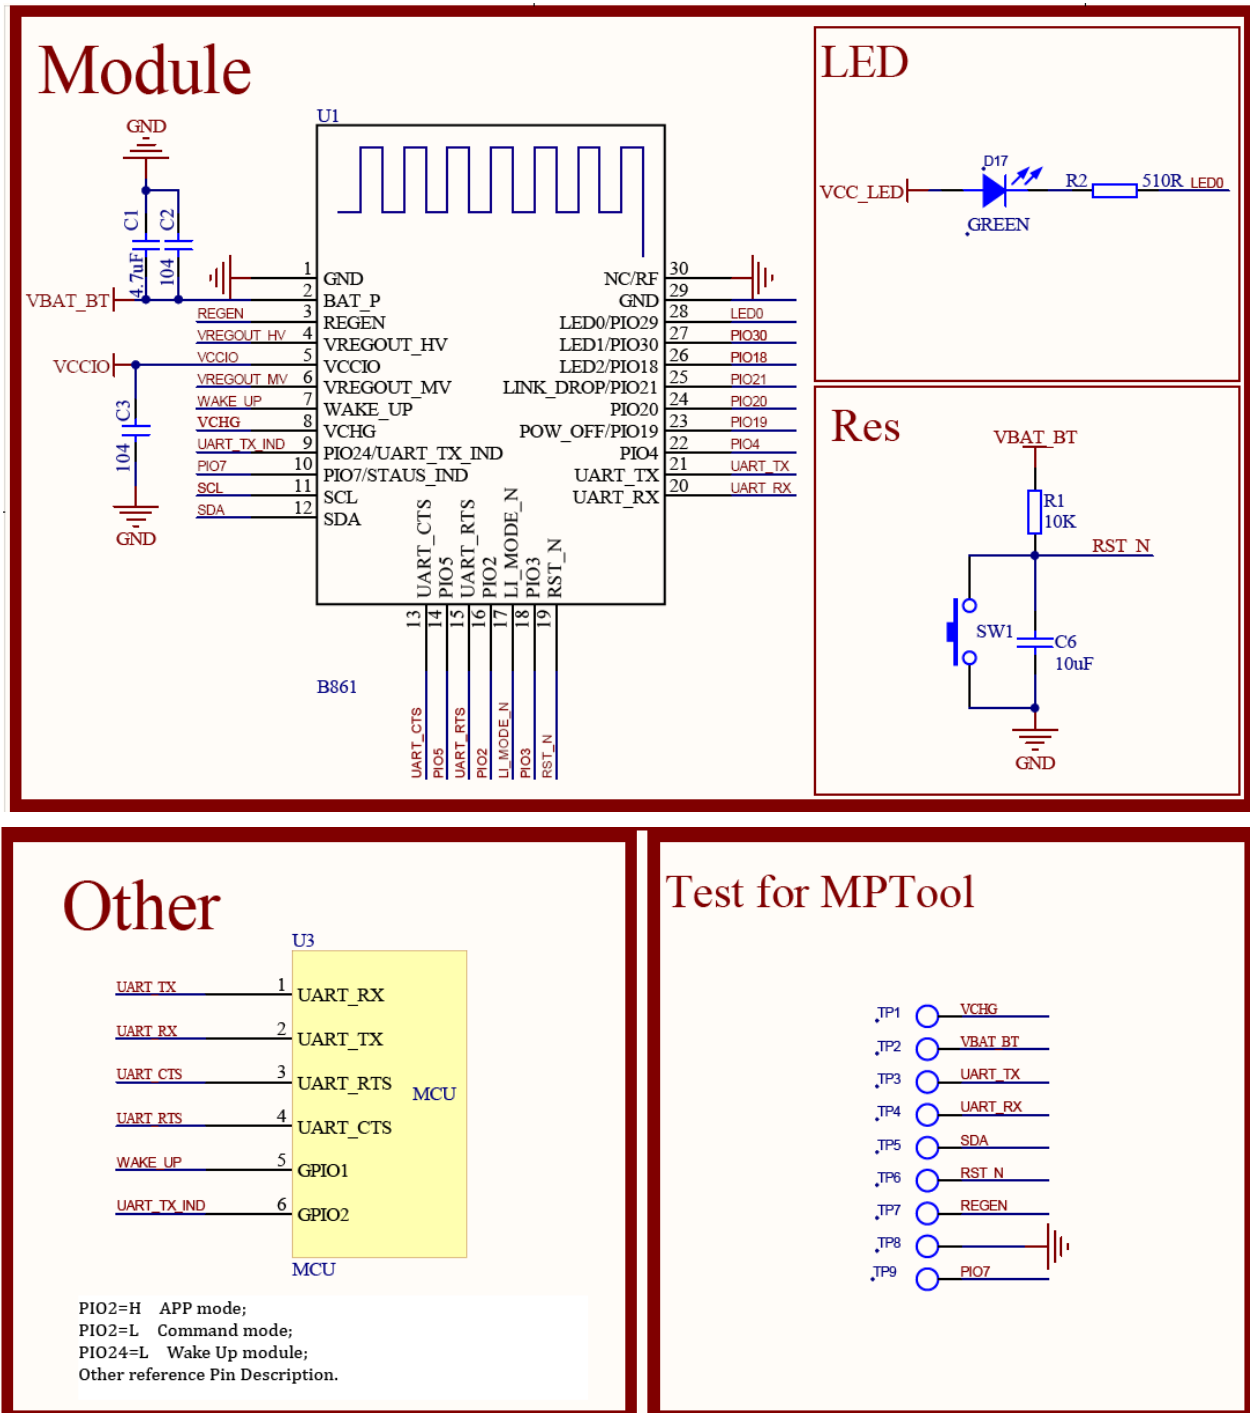 Module
GND
C1
C2
4.7uF
104
VBAT_BT
VCCIO
C3
104
GND
U1
1 GND
2 BAT_P
REGEN 3 REGEN
VREGOUT_HV 4 VREGOUT_HV
VCCIO 5 VCCIO
VREGOUT_MV 6 VREGOUT_MV
WAKE_UP 7 WAKE_UP
VCHG 8 VCHG
UART_TX_IND 9 PIO24/UART_TX_IND
PIO7 10 PIO7/STAUS_IND
SCL 11 SCL
SDA 12 SDA
NC/RF 30
GND 29
LED0/PIO29 28 LED0
LED1/PIO30 27 PIO30
LED2/PIO18 26 PIO18
LINK_DROP/PIO21 25 PIO21
PIO20 24 PIO20
POW_OFF/PIO19 23 PIO19
PIO4 22 PIO4
UART_TX 21 UART_TX
UART_RX 20 UART_RX
UART_CTS 13 UART_CTS
PIO5 14 PIO5
UART_RTS 15 UART_RTS
PIO2 16 PIO2
LI_MODE_N 17 LI_MODE_N
PIO3 18 PIO3
RST_N 19 RST_N
B861
LED
D17
VCC_LED
R2 510R LED0
GREEN
Res
VBAT_BT
R1
10K
RST_N
SW1
C6
10uF
GND
Other
U3
UART_TX 1 UART_RX
UART_RX 2 UART_TX
UART_CTS 3 UART_RTS
MCU
UART_RTS 4 UART_CTS
WAKE_UP 5 GPIO1
UART_TX_IND 6 GPIO2
MCU
PIO2=H APP mode;
PIO2=L Command mode;
PIO24=L Wake Up module;
Other reference Pin Description.
Test for MPTool
TP1 VCHG
TP2 VBAT_BT
TP3 UART_TX
TP4 UART_RX
TP5 SDA
TP6 RST_N
TP7 REGEN
TP8
TP9 PIO7